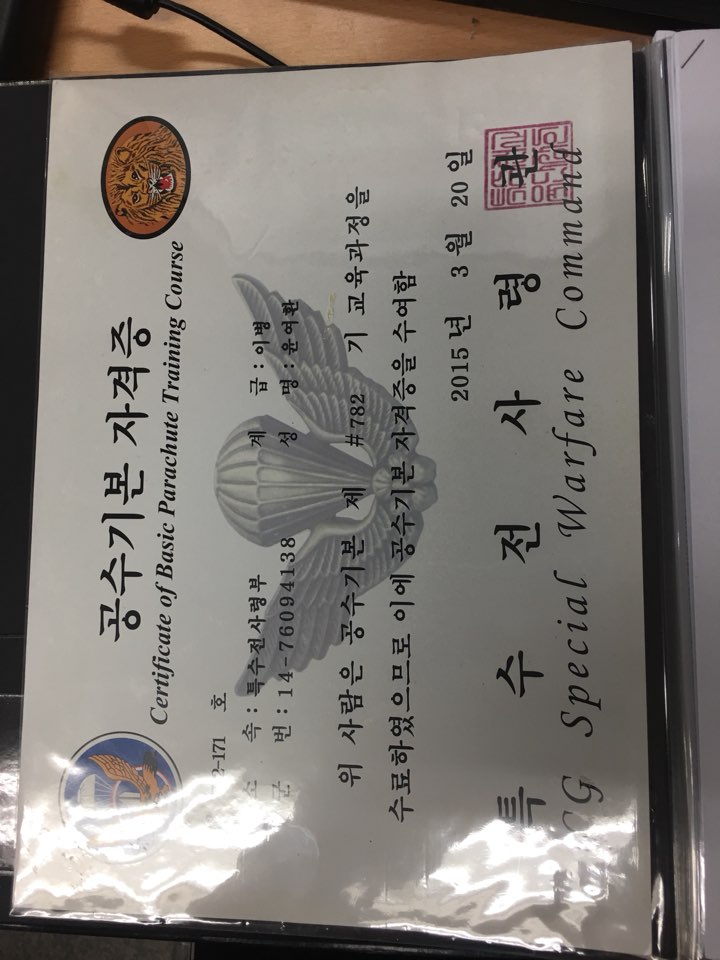 공수기본 자격증
Certificate of Basic Parachute Training Course
2-171 호
소 속 : 특수전사령부 계 급 : 이병
군 번 : 14-76094138 성 명 : 윤여환
위 사람은 공수기본 제 #782 기 교육과정을
수료하였으므로 이에 공수기본 자격증을 수여함
2015 년 3 월 20 일
특 수 전 사 령 관
CG Special Warfare Command